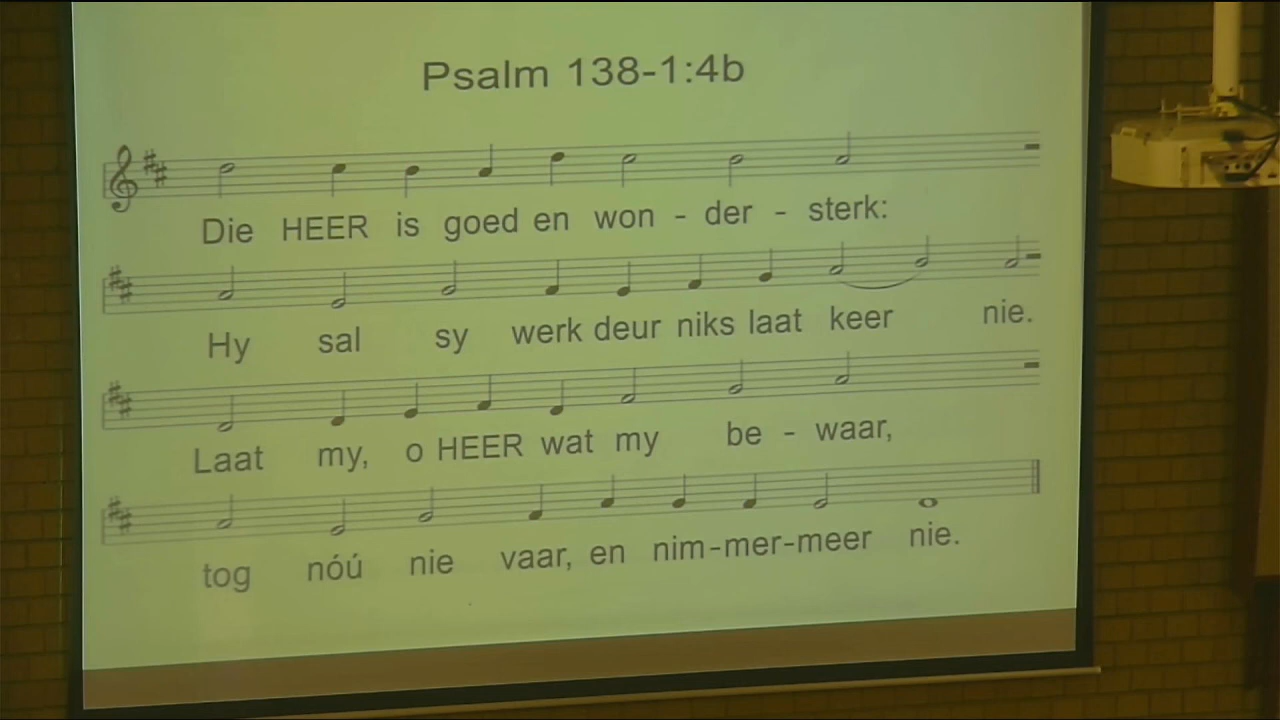 Psalm 138-1:4b
Die HEER is goed en won - der - sterk:
Hy sal sy werk deur niks laat keer nie.
Laat my, o HEER wat my be - waar,
tog nóú nie vaar, en nim-mer-meer nie.